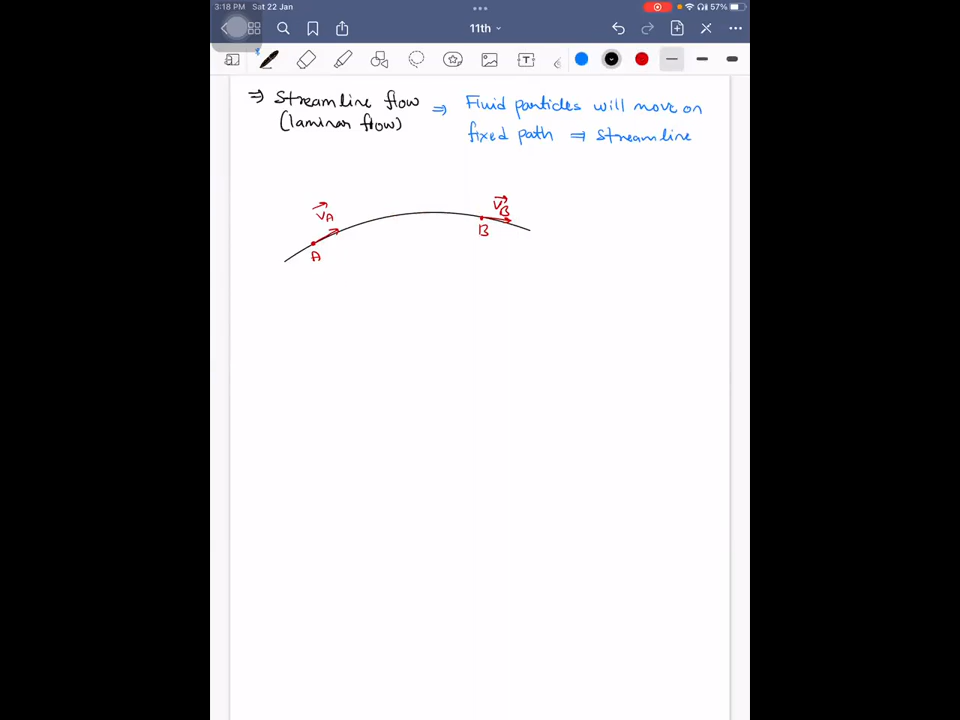 3:18 PM Sat 22 Jan
57%
11th
T
⇒ Streamline flow ⇒ Fluid particles will move on
(laminar flow) fixed path ⇒ streamline
V⃗A
V⃗B
A
B